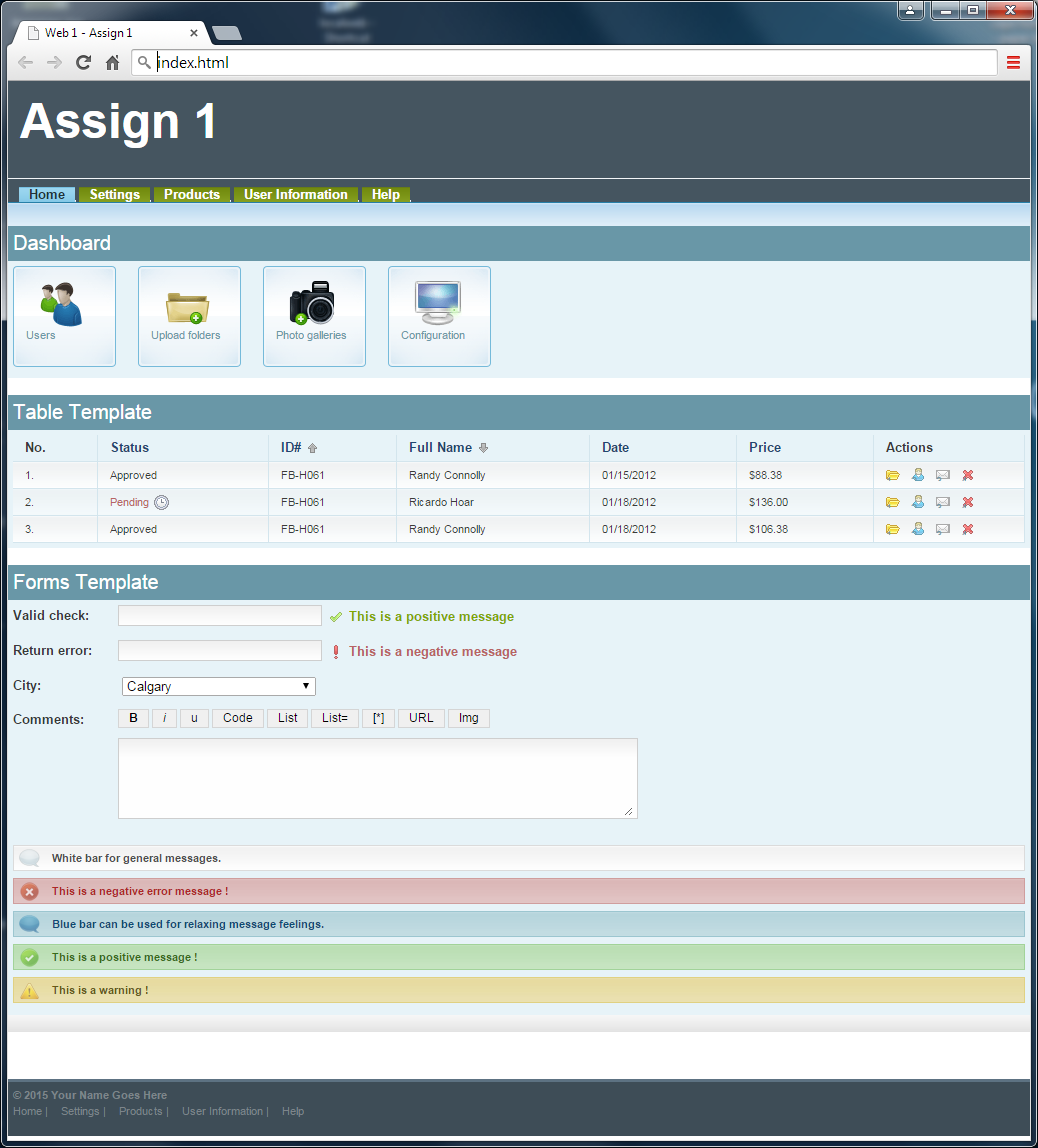 Web 1 - Assign 1
index.html
Assign 1
Home Settings Products User Information Help
Dashboard
Users Upload folders Photo galleries Configuration
Table Template
No. Status ID# Full Name Date Price Actions
1. Approved FB-H061 Randy Connolly 01/15/2012 $88.38
2. Pending FB-H061 Ricardo Hoar 01/18/2012 $136.00
3. Approved FB-H061 Randy Connolly 01/18/2012 $106.38
Forms Template
Valid check: This is a positive message
Return error: This is a negative message
City: Calgary
Comments: B i u Code List List= [*] URL Img
White bar for general messages.
This is a negative error message !
Blue bar can be used for relaxing message feelings.
This is a positive message !
This is a warning !
© 2015 Your Name Goes Here
Home | Settings | Products | User Information | Help